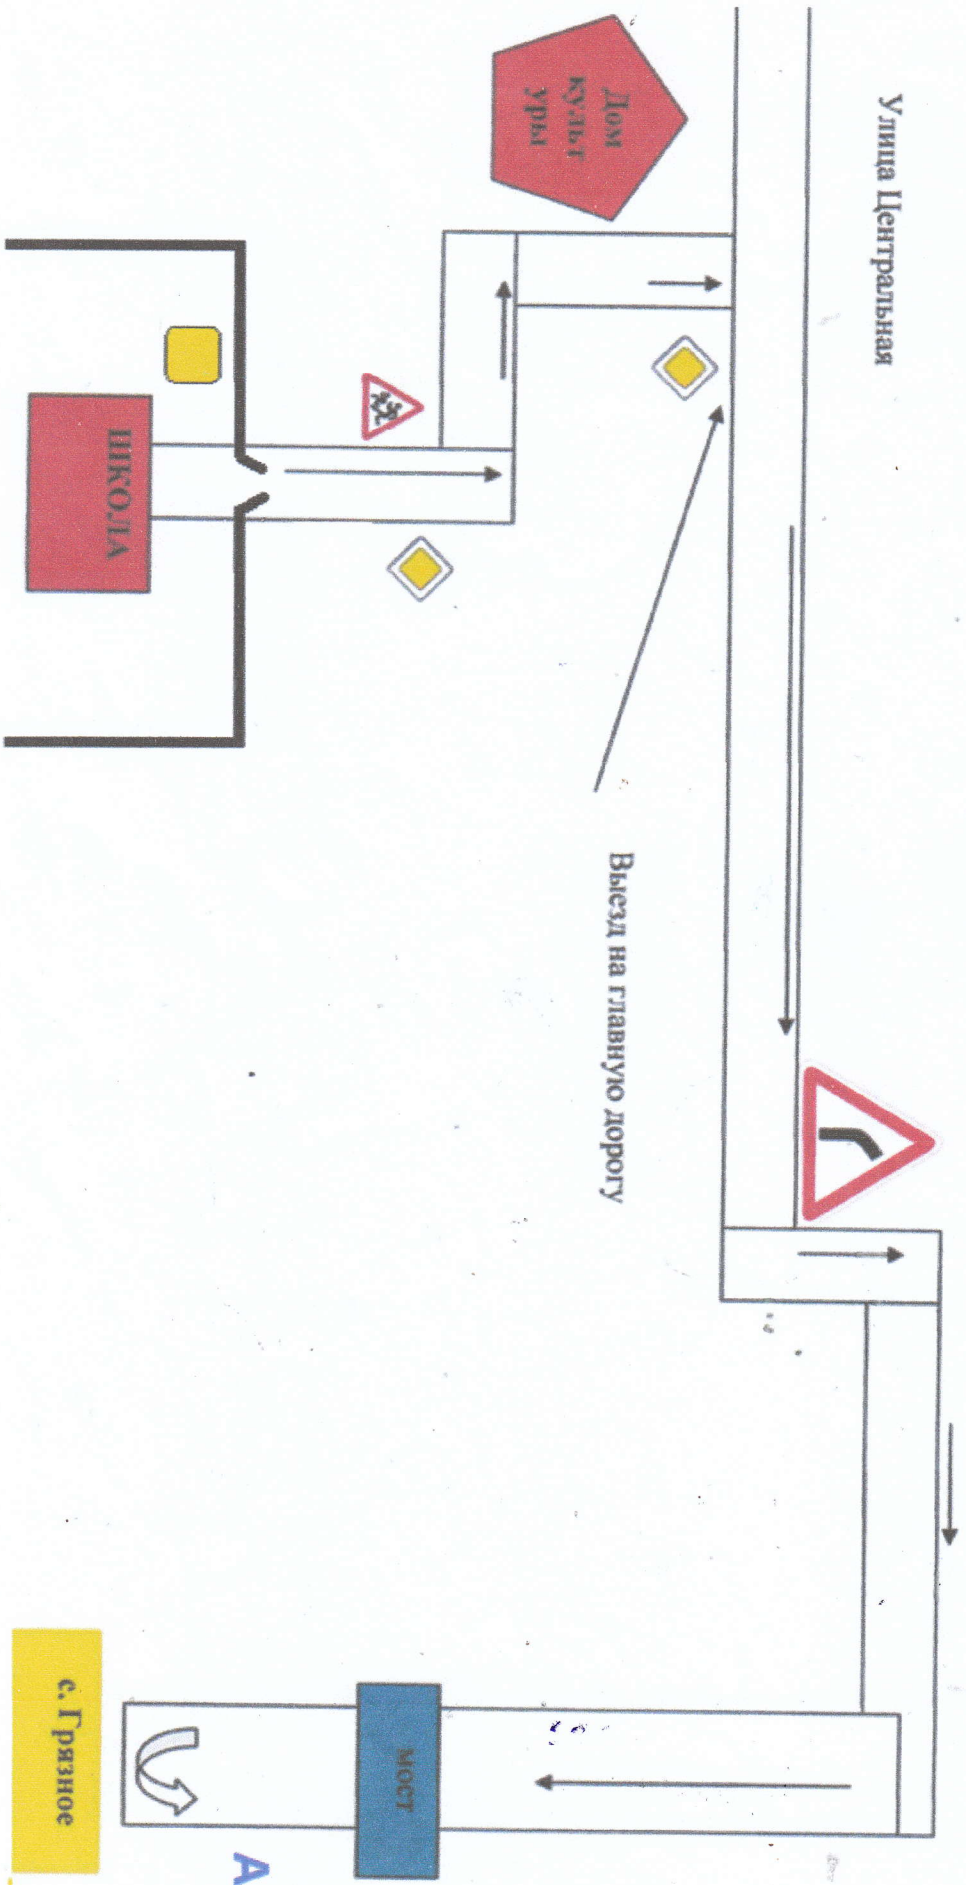 Улица Центральная
Дом
культ
уры
Выезд на главную дорогу
ШКОЛА
мост
А
с. Грязное